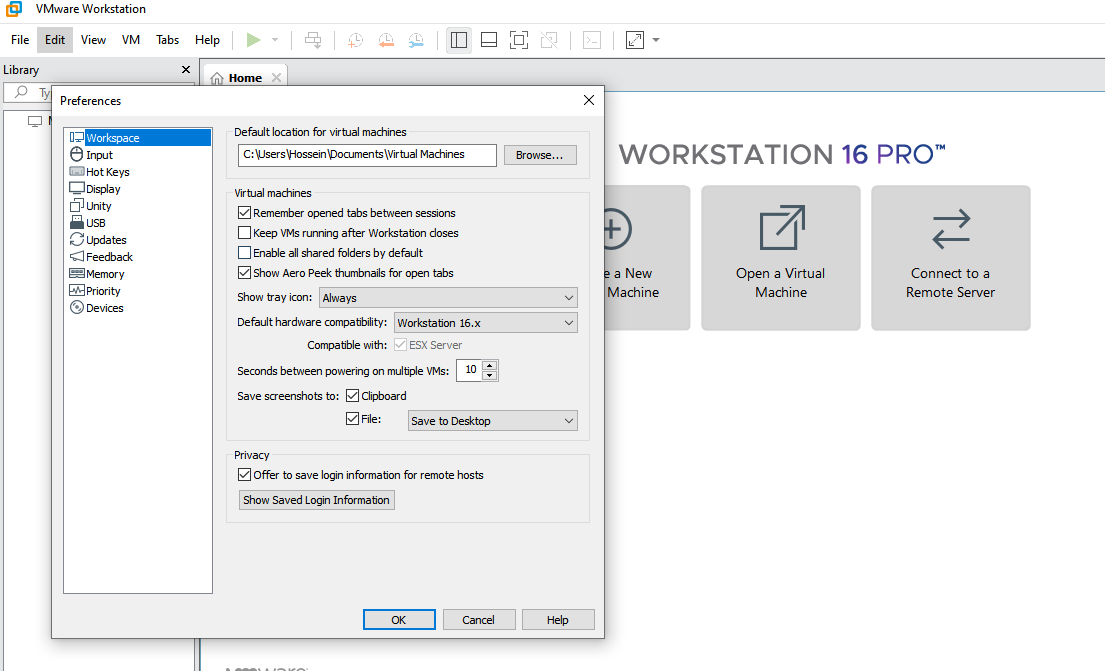 VMware Workstation
File Edit View VM Tabs Help
Library
Home
Ty
Preferences
Workspace
Input
Hot Keys
Display
Unity
USB
Updates
Feedback
Memory
Priority
Devices
Default location for virtual machines
C:\Users\Hossein\Documents\Virtual Machines
Browse...
Virtual machines
Remember opened tabs between sessions
Keep VMs running after Workstation closes
Enable all shared folders by default
Show Aero Peek thumbnails for open tabs
Show tray icon: Always
Default hardware compatibility: Workstation 16.x
Compatible with: ESX Server
Seconds between powering on multiple VMs: 10
Save screenshots to: Clipboard
File: Save to Desktop
Privacy
Offer to save login information for remote hosts
Show Saved Login Information
OK Cancel Help
WORKSTATION 16 PRO™
e a New
Machine
Open a Virtual
Machine
Connect to a
Remote Server